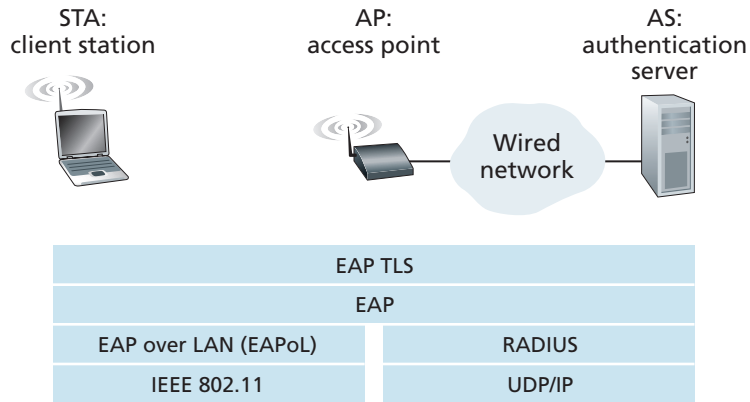 STA:
client station
AP:
access point
AS:
authentication
server
Wired
network
EAP TLS
EAP
EAP over LAN (EAPoL)
RADIUS
IEEE 802.11
UDP/IP